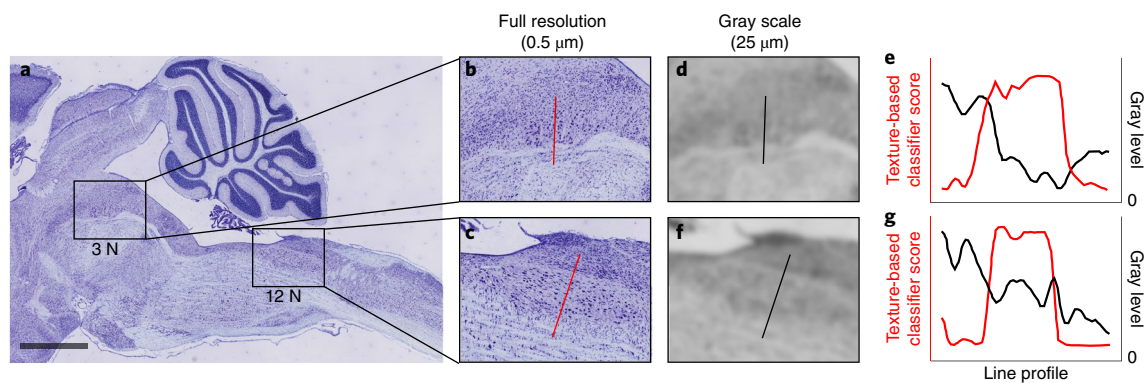 Full resolution
(0.5 μm)
Gray scale
(25 μm)
a
b
d
e
Texture-based
classifier score
Gray level
0
3 N
12 N
c
f
g
Texture-based
classifier score
Gray level
0
Line profile